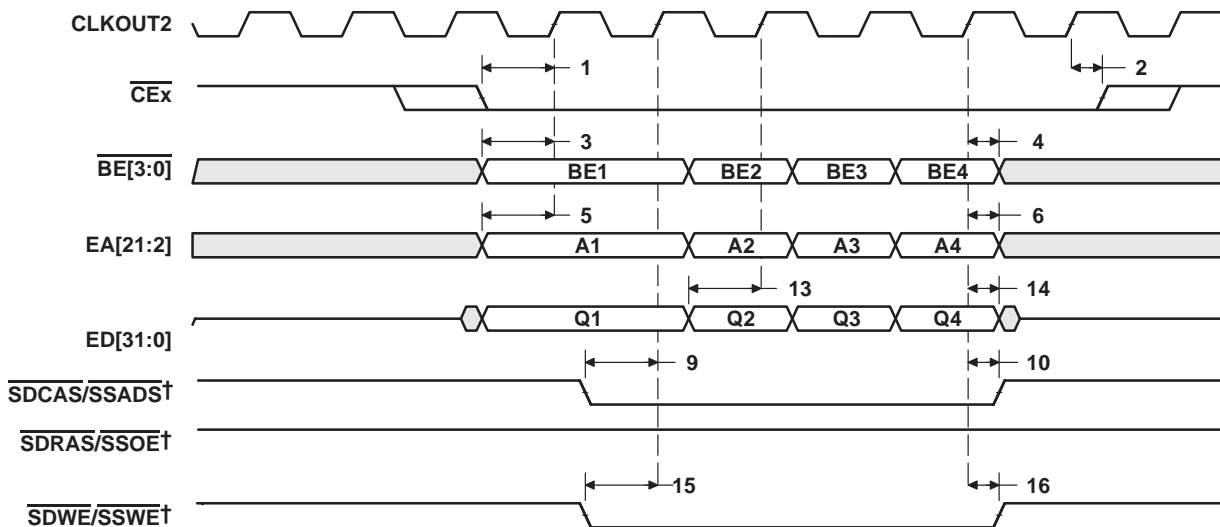 CLKOUT2
1 2
CEx
3 4
BE[3:0] BE1 BE2 BE3 BE4
5 6
EA[21:2] A1 A2 A3 A4
13 14
ED[31:0] Q1 Q2 Q3 Q4
9 10
SDCAS/SSADS†
SDRAS/SSOE†
15 16
SDWE/SSWE†